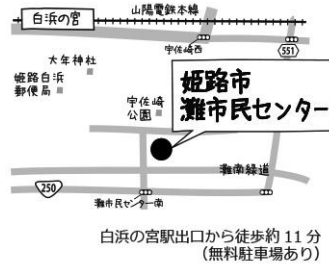 山陽電鉄本線
白浜の宮
宇佐崎西
551
大年神社
姫路白浜
郵便局
宇佐崎
公園
姫路市
灘市民センター
灘南緑道
250
灘市民センター南
白浜の宮駅出口から徒歩約 11 分
（無料駐車場あり）